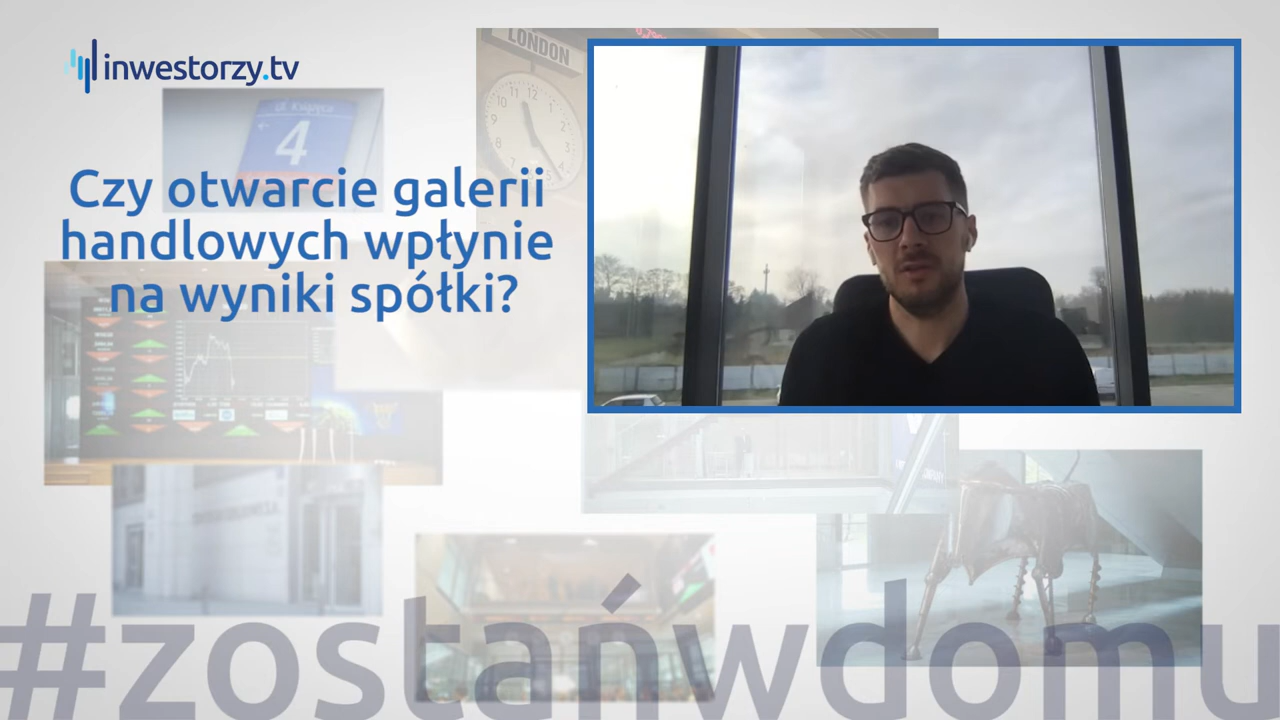 inwestorzy.tv
LONDON
ul. Książęca
4
Czy otwarcie galerii
handlowych wpłynie
na wyniki spółki?
#zostańwdomu